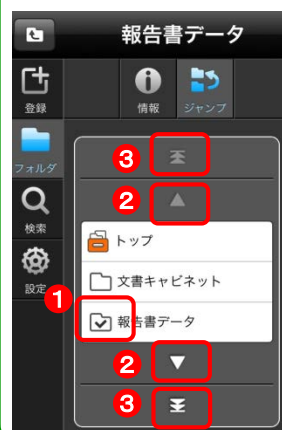 報告書データ
登録
情報
ジャンプ
フォルダ
③
検索
②
トップ
設定
文書キャビネット
①
報告書データ
②
③